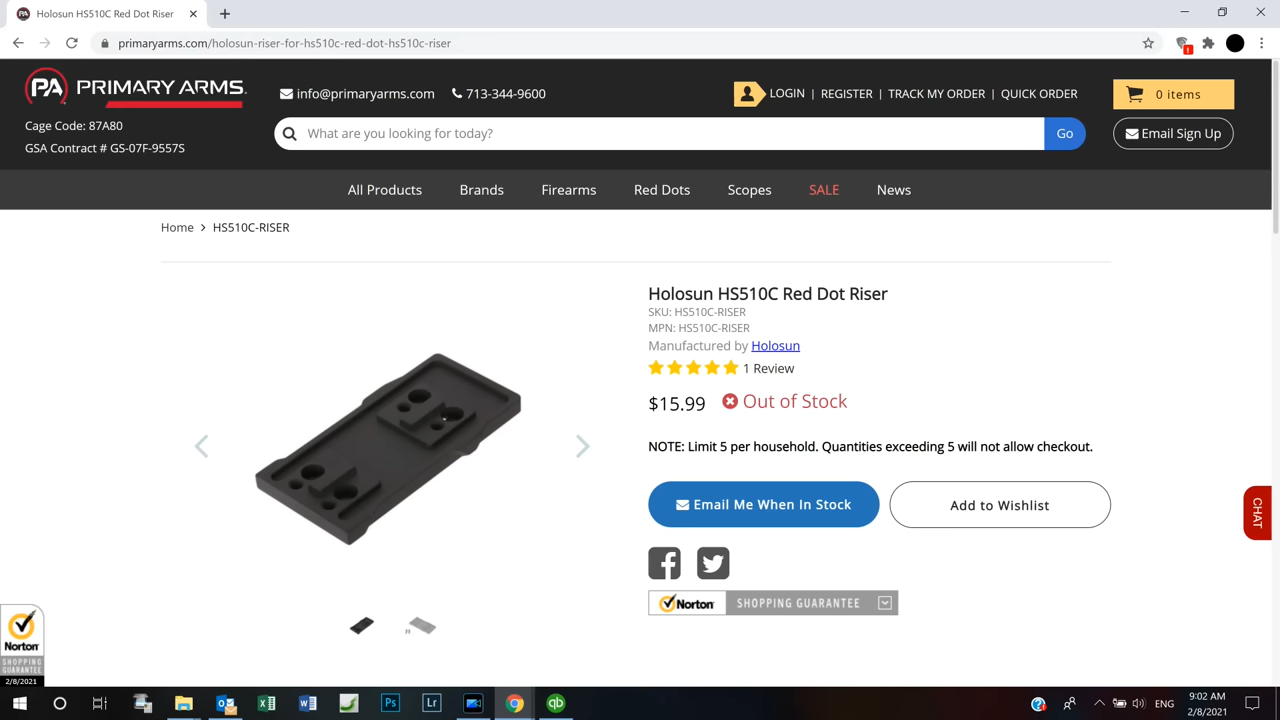 Holosun HS510C Red Dot Riser
primaryarms.com/holosun-riser-for-hs510c-red-dot-hs510c-riser
PA PRIMARY ARMS
info@primaryarms.com 713-344-9600
LOGIN | REGISTER | TRACK MY ORDER | QUICK ORDER
0 items
Cage Code: 87A80
GSA Contract # GS-07F-9557S
What are you looking for today?
Go
Email Sign Up
All Products Brands Firearms Red Dots Scopes SALE News
Home > HS510C-RISER
Holosun HS510C Red Dot Riser
SKU: HS510C-RISER
MPN: HS510C-RISER
Manufactured by Holosun
1 Review
$15.99 Out of Stock
NOTE: Limit 5 per household. Quantities exceeding 5 will not allow checkout.
Email Me When In Stock
Add to Wishlist
CHAT
Norton SHOPPING GUARANTEE
Norton
SHOPPING
GUARANTEE
2/8/2021
X W Ps Lr qb
ENG
9:02 AM
2/8/2021